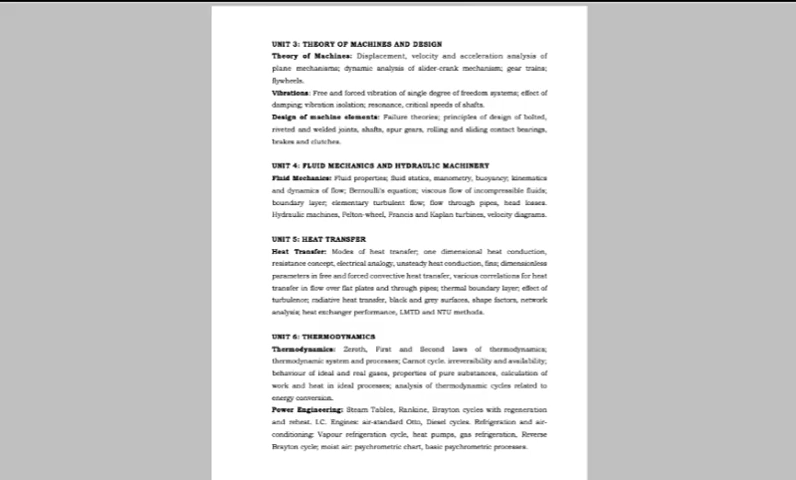 UNIT 3: THEORY OF MACHINES AND DESIGN
Theory of Machines: Displacement, velocity and acceleration analysis of
plane mechanisms; dynamic analysis of slider-crank mechanism; gear trains;
flywheels.
Vibrations: Free and forced vibration of single degree of freedom systems; effect of
damping; vibration isolation; resonance, critical speeds of shafts.
Design of machine elements: Failure theories; principles of design of bolted,
riveted and welded joints, shafts, spur gears, rolling and sliding contact bearings,
brakes and clutches.
UNIT 4: FLUID MECHANICS AND HYDRAULIC MACHINERY
Fluid Mechanics: Fluid properties; fluid statics, manometry, buoyancy; kinematics
and dynamics of flow; Bernoulli's equation; viscous flow of incompressible fluids;
boundary layer; elementary turbulent flow; flow through pipes, head losses.
Hydraulic machines, Pelton-wheel, Francis and Kaplan turbines, velocity diagrams.
UNIT 5: HEAT TRANSFER
Heat Transfer: Modes of heat transfer; one dimensional heat conduction,
resistance concept, electrical analogy, unsteady heat conduction, fins; dimensionless
parameters in free and forced convective heat transfer, various correlations for heat
transfer in flow over flat plates and through pipes; thermal boundary layer; effect of
turbulence; radiative heat transfer, black and grey surfaces, shape factors, network
analysis; heat exchanger performance, LMTD and NTU methods.
UNIT 6: THERMODYNAMICS
Thermodynamics: Zeroth, First and Second laws of thermodynamics;
thermodynamic system and processes; Carnot cycle. irreversibility and availability;
behaviour of ideal and real gases, properties of pure substances, calculation of
work and heat in ideal processes; analysis of thermodynamic cycles related to
energy conversion.
Power Engineering: Steam Tables, Rankine, Brayton cycles with regeneration
and reheat. I.C. Engines: air-standard Otto, Diesel cycles. Refrigeration and air-
conditioning: Vapour refrigeration cycle, heat pumps, gas refrigeration, Reverse
Brayton cycle; moist air: psychrometric chart, basic psychrometric processes.